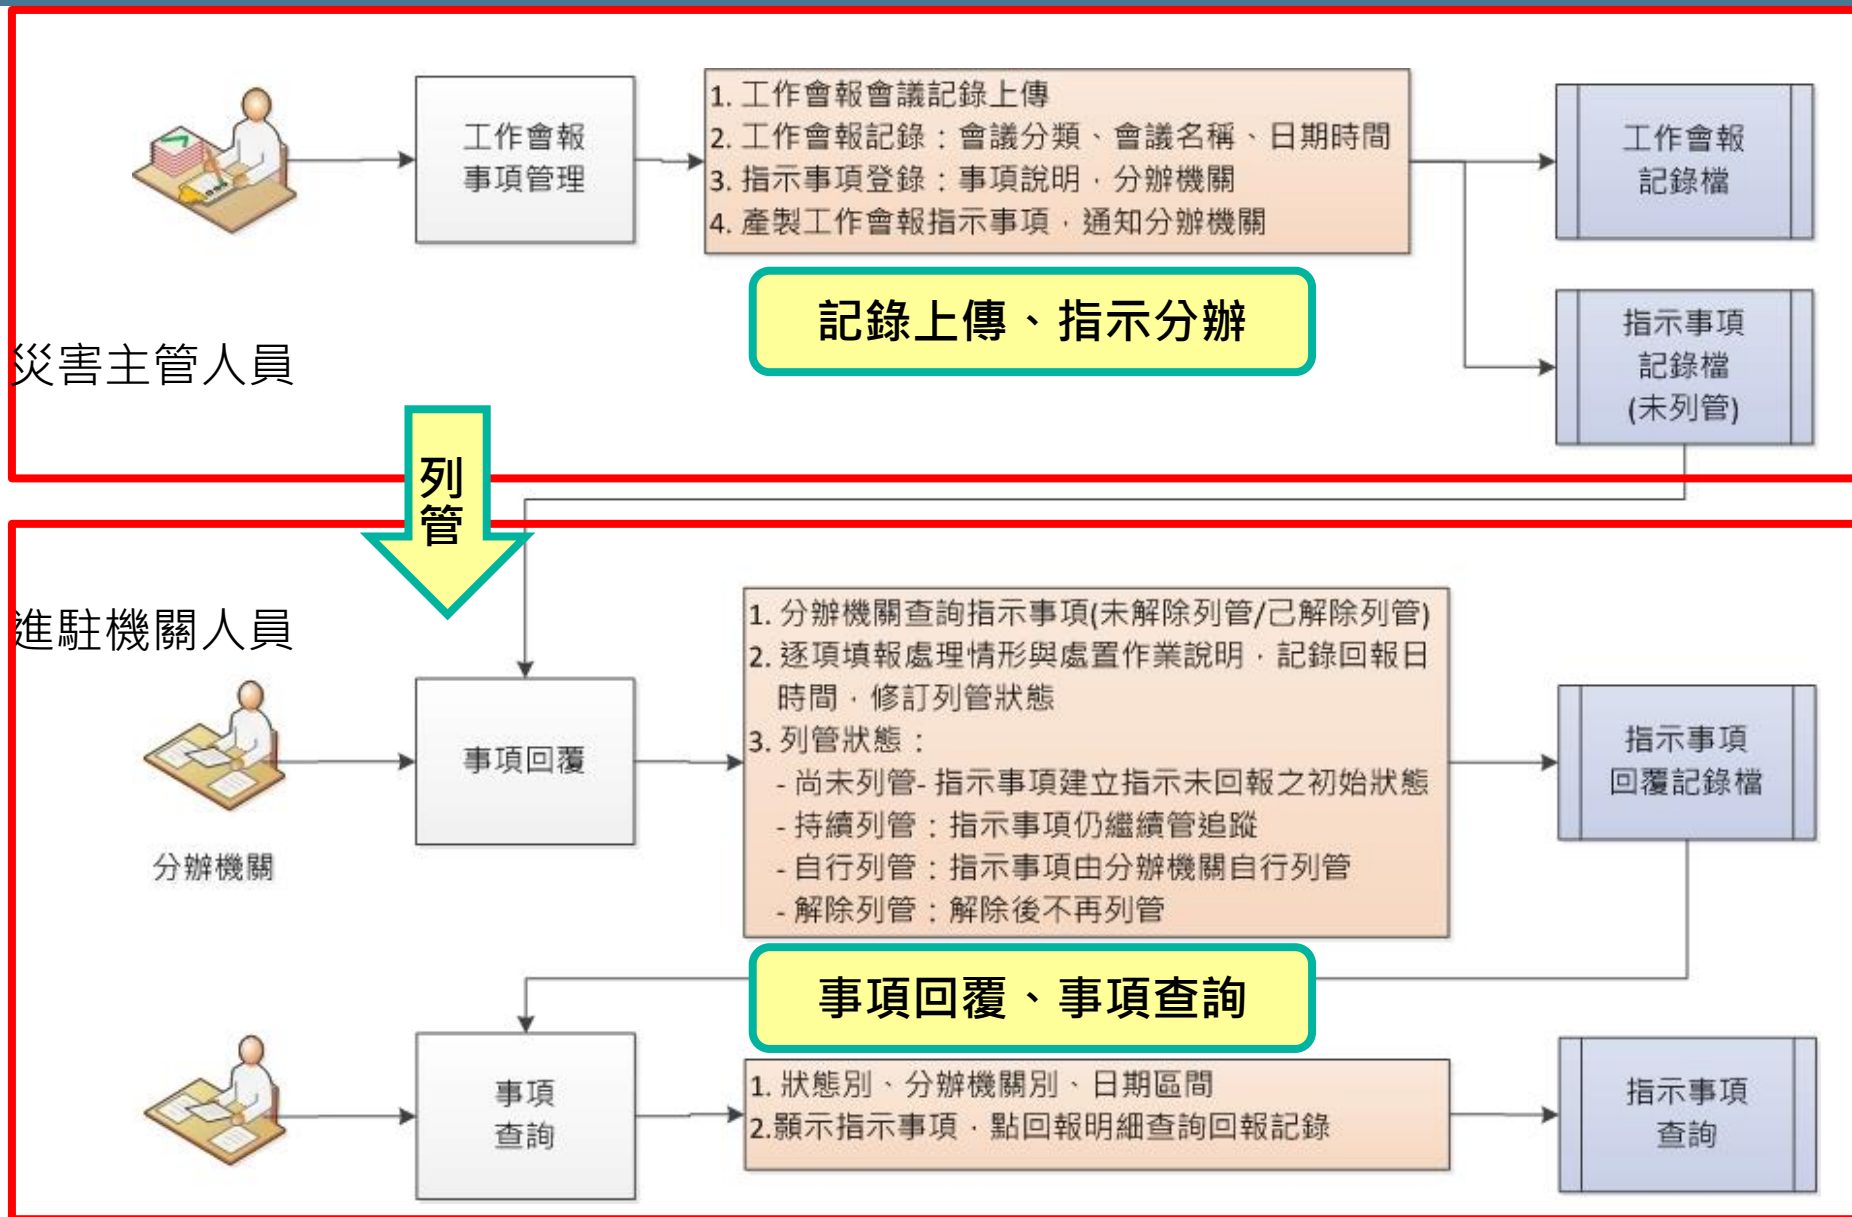 工作會報
事項管理
1. 工作會報會議記錄上傳
2. 工作會報記錄：會議分類、會議名稱、日期時間
3. 指示事項登錄：事項說明，分辦機關
4. 產製工作會報指示事項，通知分辦機關
工作會報
記錄檔
記錄上傳、指示分辦
指示事項
記錄檔
(未列管)
災害主管人員
列
管
進駐機關人員
分辦機關
事項回覆
1. 分辦機關查詢指示事項(未解除列管/己解除列管)
2. 逐項填報處理情形與處置作業說明，記錄回報日
時間，修訂列管狀態
3. 列管狀態：
- 尚未列管- 指示事項建立指示未回報之初始狀態
- 持續列管：指示事項仍繼續管追蹤
- 自行列管：指示事項由分辦機關自行列管
- 解除列管：解除後不再列管
指示事項
回覆記錄檔
事項回覆、事項查詢
事項
查詢
1. 狀態別、分辦機關別、日期區間
2.顯示指示事項，點回報明細查詢回報記錄
指示事項
查詢